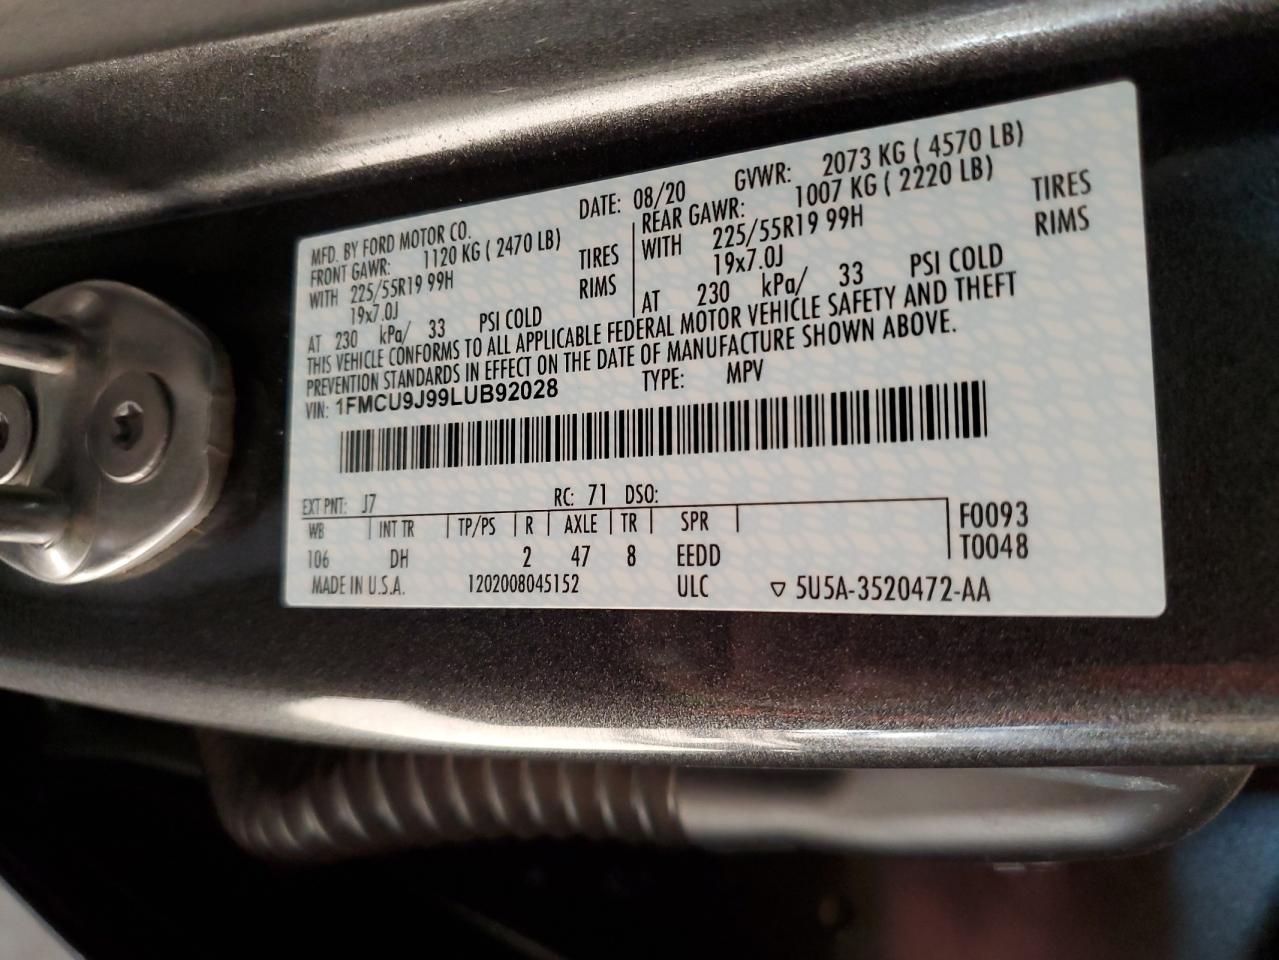 MFD. BY FORD MOTOR CO. DATE: 08/20 GVWR: 2073 KG ( 4570 LB)
FRONT GAWR: 1120 KG ( 2470 LB) REAR GAWR: 1007 KG ( 2220 LB)
WITH 225/55R19 99H TIRES WITH 225/55R19 99H TIRES
19x7.0J RIMS 19x7.0J RIMS
AT 230 kPa/ 33 PSI COLD AT 230 kPa/ 33 PSI COLD
THIS VEHICLE CONFORMS TO ALL APPLICABLE FEDERAL MOTOR VEHICLE SAFETY AND THEFT
PREVENTION STANDARDS IN EFFECT ON THE DATE OF MANUFACTURE SHOWN ABOVE.
VIN: 1FMCU9J99LUB92028 TYPE: MPV
EXT PNT: J7 RC: 71 DSO:
WB INT TR TP/PS R AXLE TR SPR F0093
106 DH 2 47 8 EEDD T0048
MADE IN U.S.A. 1202008045152 ULC ▽ 5U5A-3520472-AA